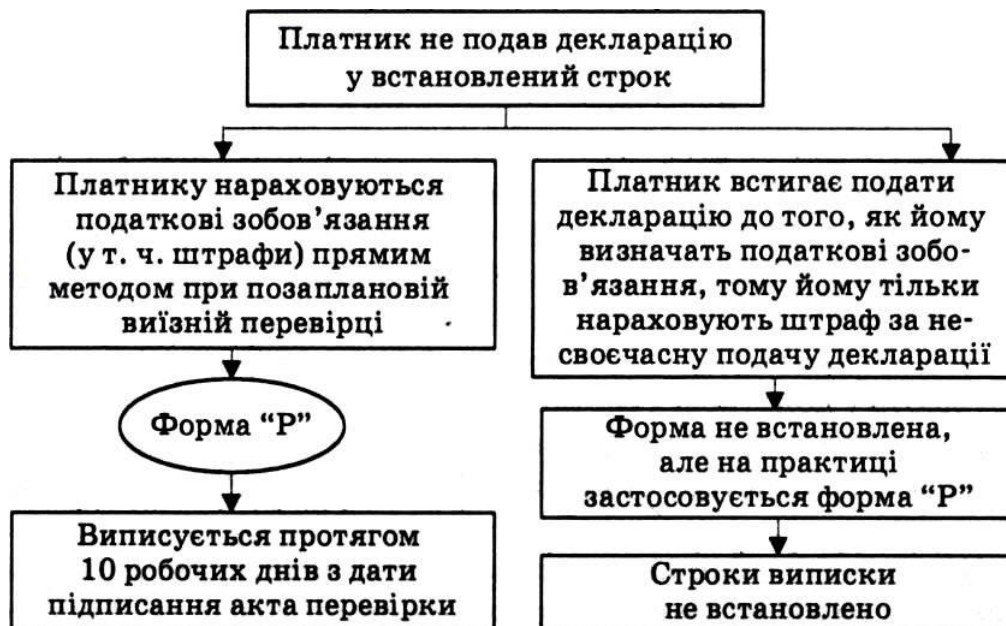 Платник не подав декларацію
у встановлений строк
Платнику нараховуються
податкові зобов’язання
(у т. ч. штрафи) прямим
методом при позаплановій
виїзній перевірці
Форма “Р”
Виписується протягом
10 робочих днів з дати
підписання акта перевірки
Платник встигає подати
декларацію до того, як йому
визначать податкові зобо-
в’язання, тому йому тільки
нараховують штраф за не-
своєчасну подачу декларації
Форма не встановлена,
але на практиці
застосовується форма “Р”
Строки виписки
не встановлено